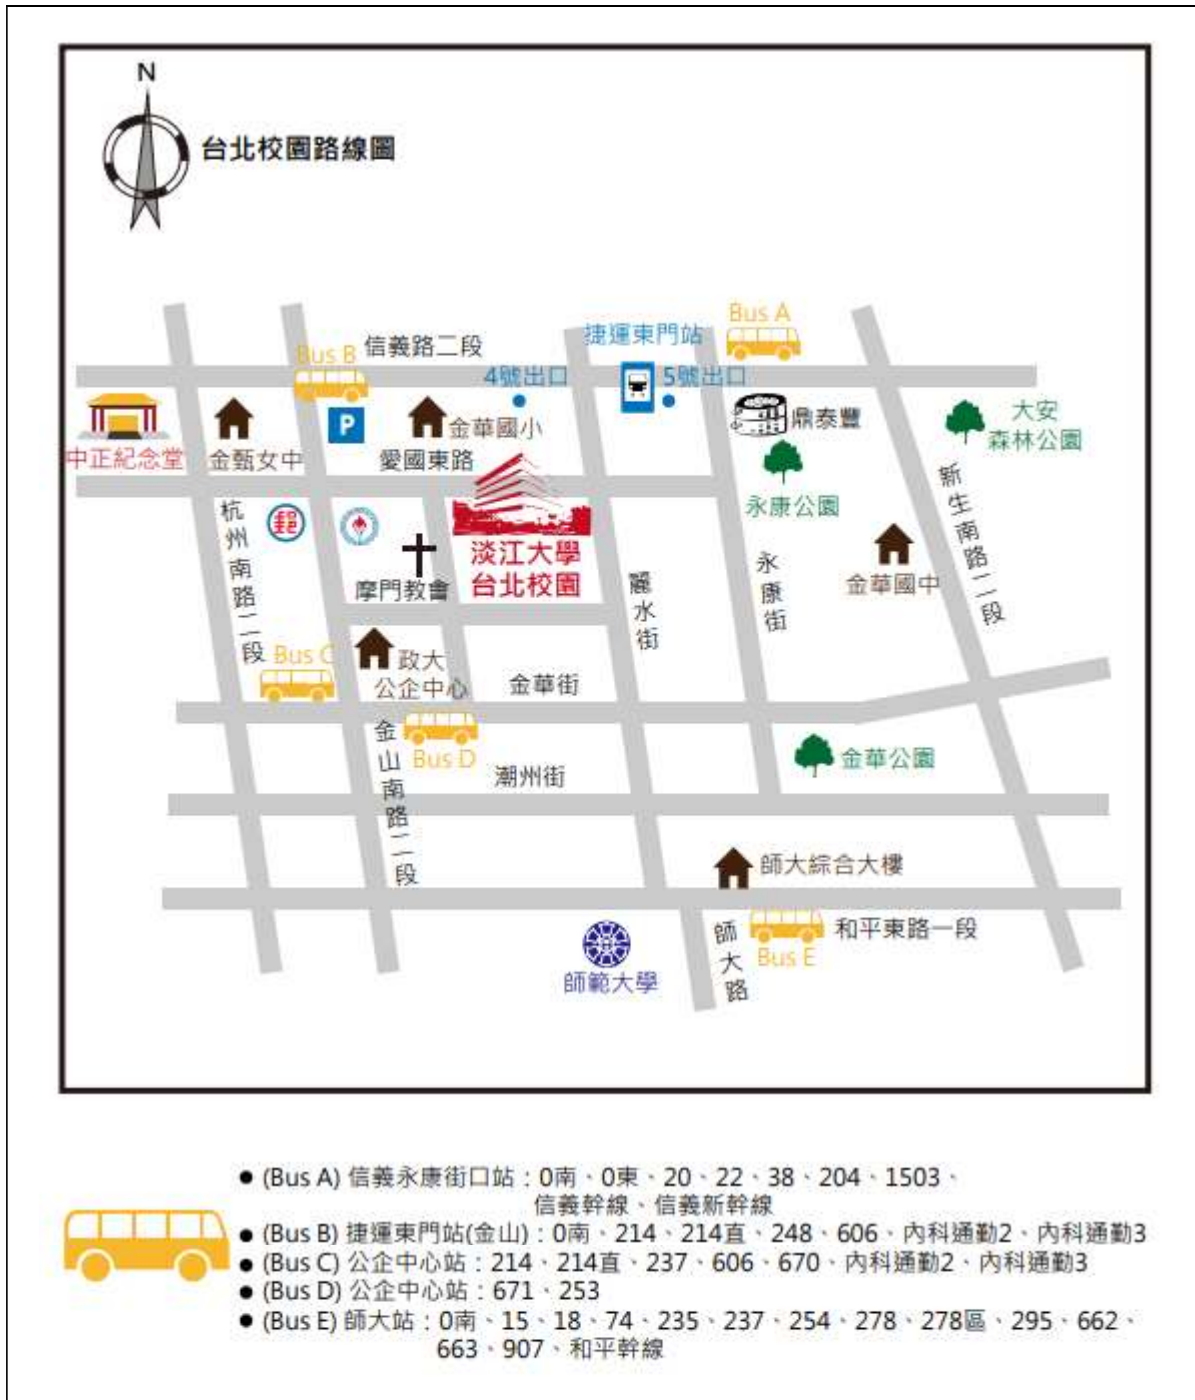 N
台北校園路線圖
Bus A
捷運東門站
信義路二段
Bus B
4號出口
5號出口
P
金華國小
鼎泰豐
大安
森林公園
中正紀念堂
金甌女中
愛國東路
永康公園
新生南路二段
杭州南路二段
郵
淡江大學
台北校園
摩門教會
麗水街
永康街
金華國中
Bus C
政大
公企中心
金華街
金山南路二段
Bus D
潮州街
金華公園
師大綜合大樓
師大路
和平東路一段
Bus E
師範大學
● (Bus A) 信義永康街口站：0南、0東、20、22、38、204、1503、
信義幹線、信義新幹線
● (Bus B) 捷運東門站(金山)：0南、214、214直、248、606、內科通勤2、內科通勤3
● (Bus C) 公企中心站：214、214直、237、606、670、內科通勤2、內科通勤3
● (Bus D) 公企中心站：671、253
● (Bus E) 師大站：0南、15、18、74、235、237、254、278、278區、295、662、
663、907、和平幹線